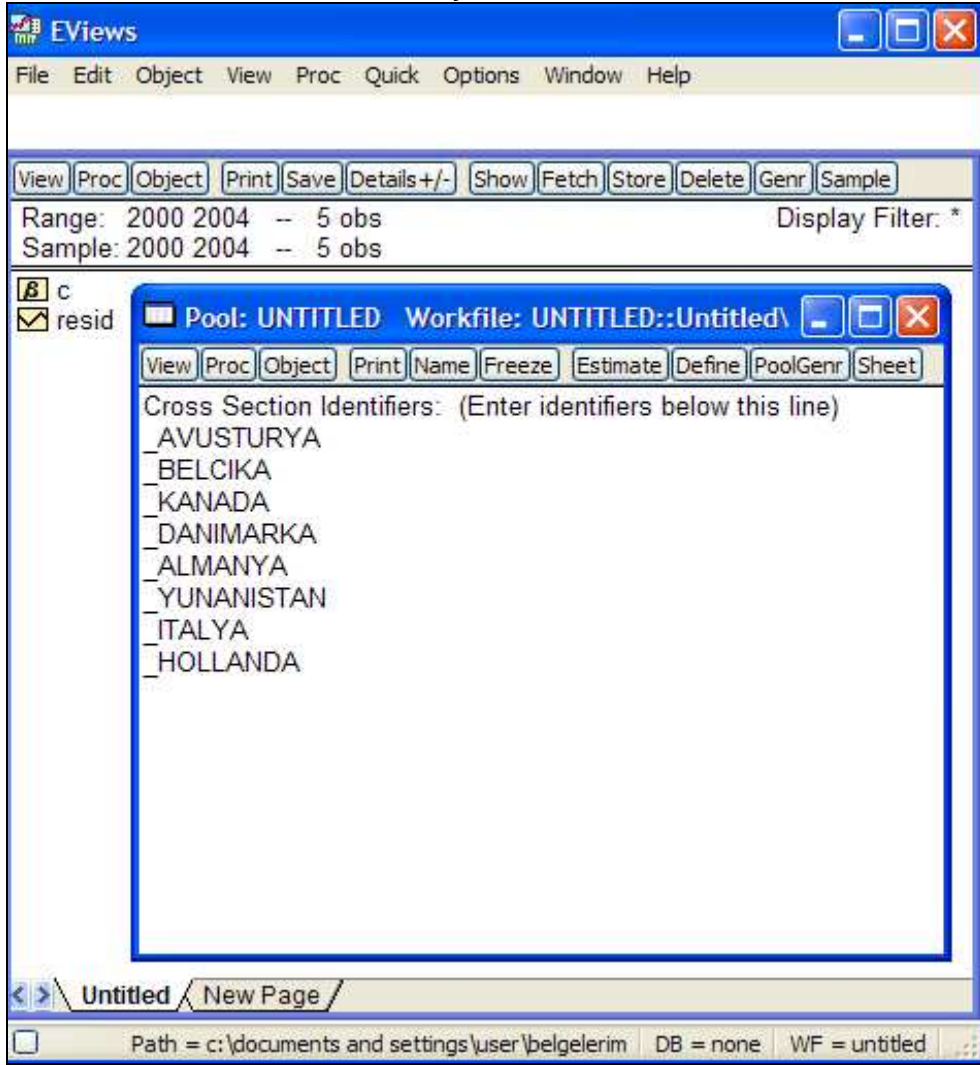 EViews
File Edit Object View Proc Quick Options Window Help
View Proc Object Print Save Details+/- Show Fetch Store Delete Genr Sample
Range: 2000 2004 -- 5 obs Display Filter: *
Sample: 2000 2004 -- 5 obs
β c
resid
Pool: UNTITLED Workfile: UNTITLED::Untitled\
View Proc Object Print Name Freeze Estimate Define PoolGenr Sheet
Cross Section Identifiers: (Enter identifiers below this line)
_AVUSTURYA
_BELCIKA
_KANADA
_DANIMARKA
_ALMANYA
_YUNANISTAN
_ITALYA
_HOLLANDA
Untitled New Page
Path = c:\documents and settings\user\belgelerim DB = none WF = untitled